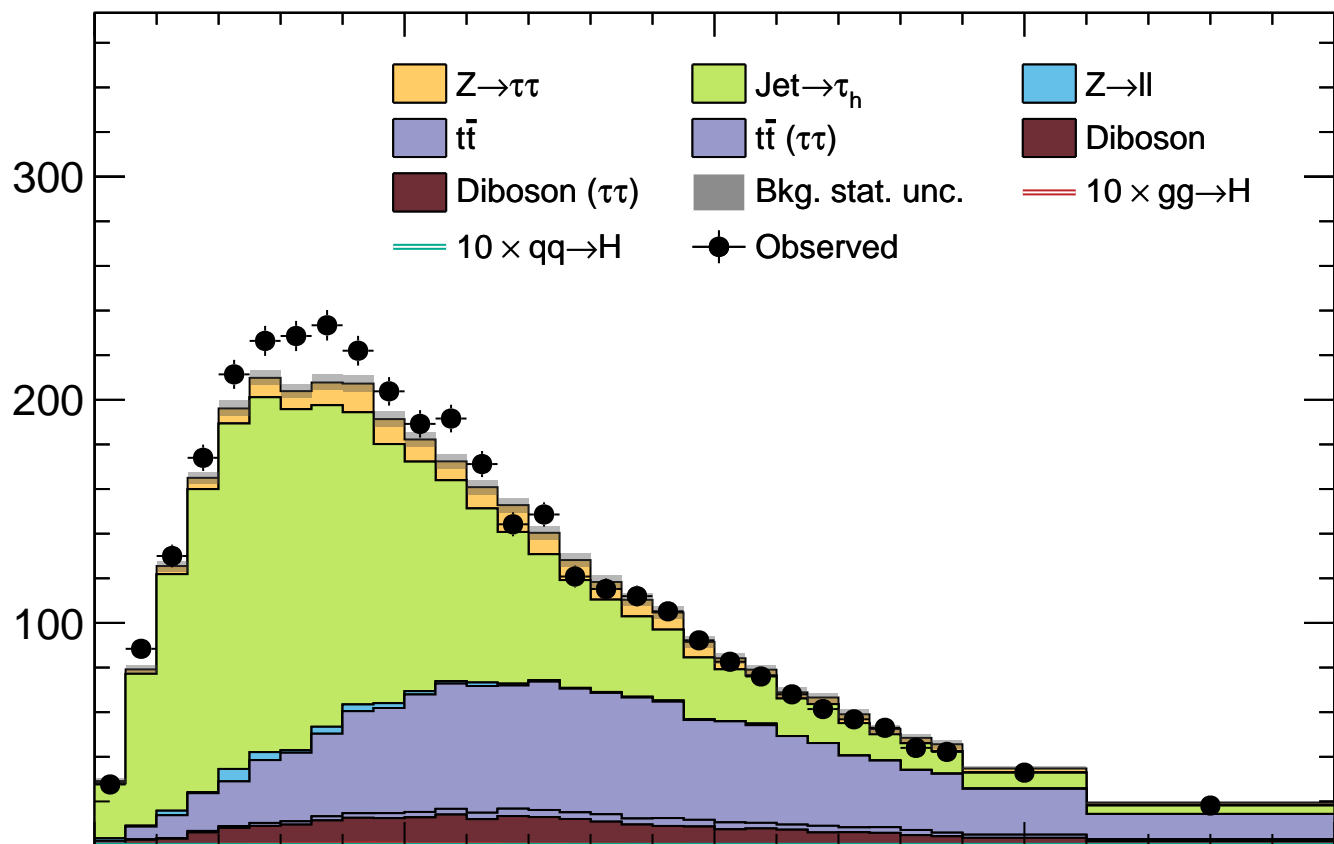 Z→ττ Jet→τh Z→ll
tt̄ tt̄ (ττ) Diboson
Diboson (ττ) Bkg. stat. unc. 10 × gg→H
10 × qq→H Observed
300
200
100